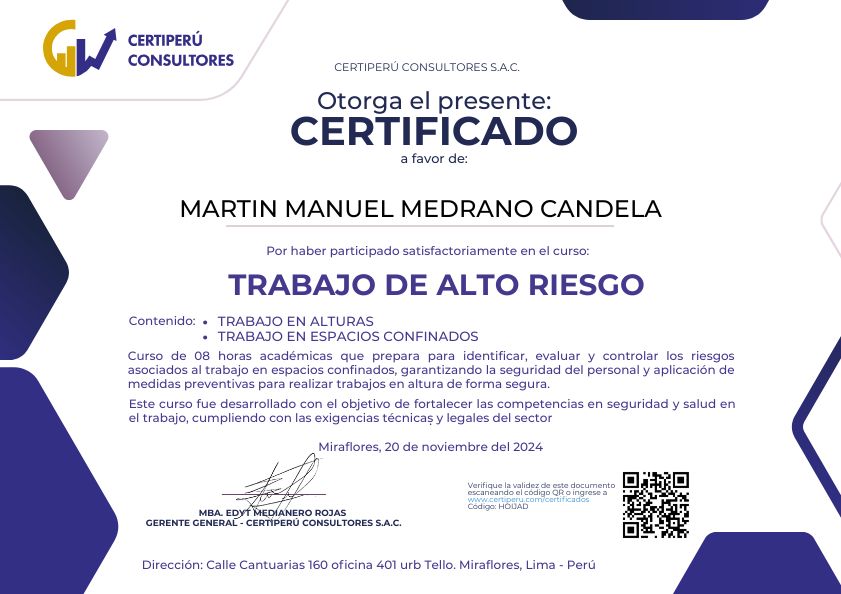 CERTIPERÚ
CONSULTORES
CERTIPERÚ CONSULTORES S.A.C.
Otorga el presente:
CERTIFICADO
a favor de:
MARTIN MANUEL MEDRANO CANDELA
Por haber participado satisfactoriamente en el curso:
TRABAJO DE ALTO RIESGO
Contenido: • TRABAJO EN ALTURAS
• TRABAJO EN ESPACIOS CONFINADOS
Curso de 08 horas académicas que prepara para identificar, evaluar y controlar los riesgos
asociados al trabajo en espacios confinados, garantizando la seguridad del personal y aplicación de
medidas preventivas para realizar trabajos en altura de forma segura.
Este curso fue desarrollado con el objetivo de fortalecer las competencias en seguridad y salud en
el trabajo, cumpliendo con las exigencias técnicas y legales del sector
Miraflores, 20 de noviembre del 2024
MBA. EDYT MEDIANERO ROJAS
GERENTE GENERAL - CERTIPERÚ CONSULTORES S.A.C.
Verifique la validez de este documento
escaneando el código QR o ingrese a
www.certiperu.com/certificados
Código: HOIJAD
Dirección: Calle Cantuarias 160 oficina 401 urb Tello. Miraflores, Lima - Perú